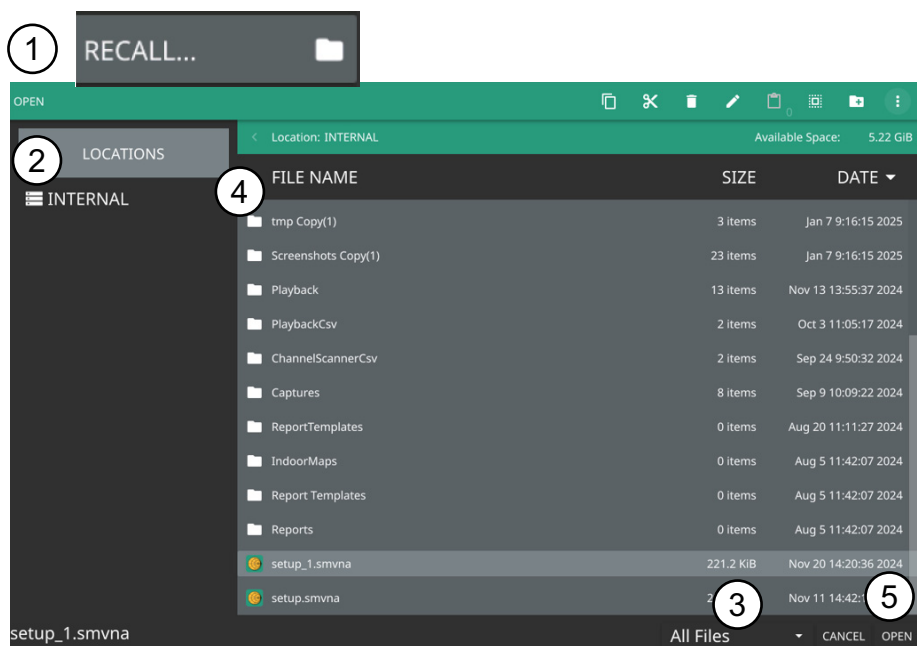 1 RECALL...
OPEN 0
2 LOCATIONS
INTERNAL
Location: INTERNAL Available Space: 5.22 GiB
4 FILE NAME SIZE DATE
tmp Copy(1) 3 items Jan 7 9:16:15 2025
Screenshots Copy(1) 23 items Jan 7 9:16:15 2025
Playback 13 items Nov 13 13:55:37 2024
PlaybackCsv 2 items Oct 3 11:05:17 2024
ChannelScannerCsv 2 items Sep 24 9:50:32 2024
Captures 8 items Sep 9 10:09:22 2024
ReportTemplates 0 items Aug 20 11:11:27 2024
IndoorMaps 0 items Aug 5 11:42:07 2024
Report Templates 0 items Aug 5 11:42:07 2024
Reports 0 items Aug 5 11:42:07 2024
setup_1.smvna 221.2 KiB Nov 20 14:20:36 2024
setup.smvna 3 Nov 11 5
setup_1.smvna All Files CANCEL OPEN